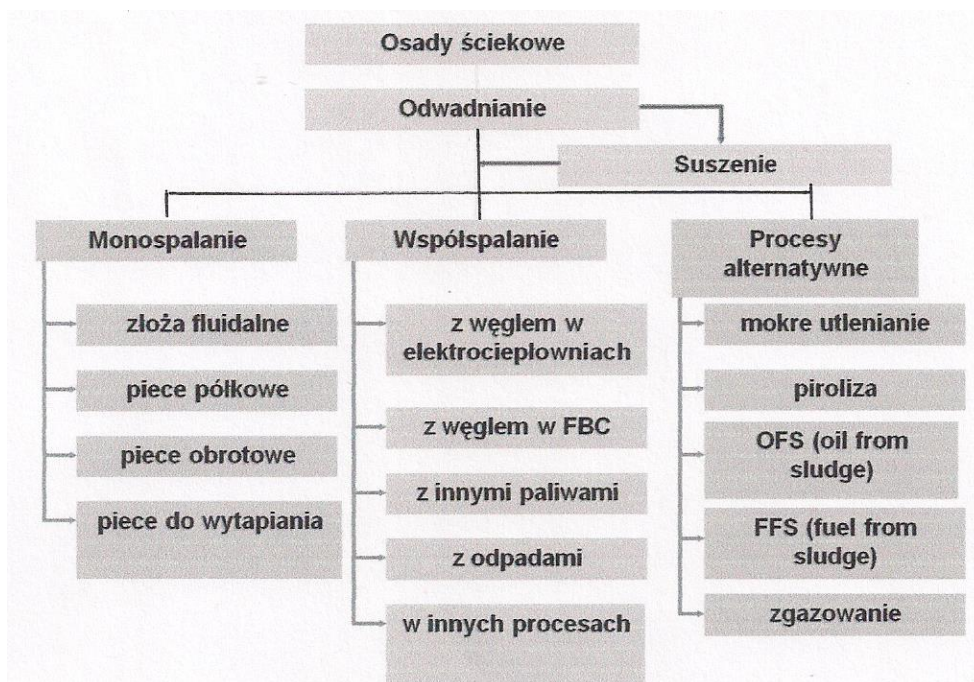 Osady ściekowe
Odwadnianie
Suszenie
Monospalanie
złoża fluidalne
piece półkowe
piece obrotowe
piece do wytapiania
Współspalanie
z węglem w
elektrociepłowniach
z węglem w FBC
z innymi paliwami
z odpadami
w innych procesach
Procesy
alternatywne
mokre utlenianie
piroliza
OFS (oil from
sludge)
FFS (fuel from
sludge)
zgazowanie